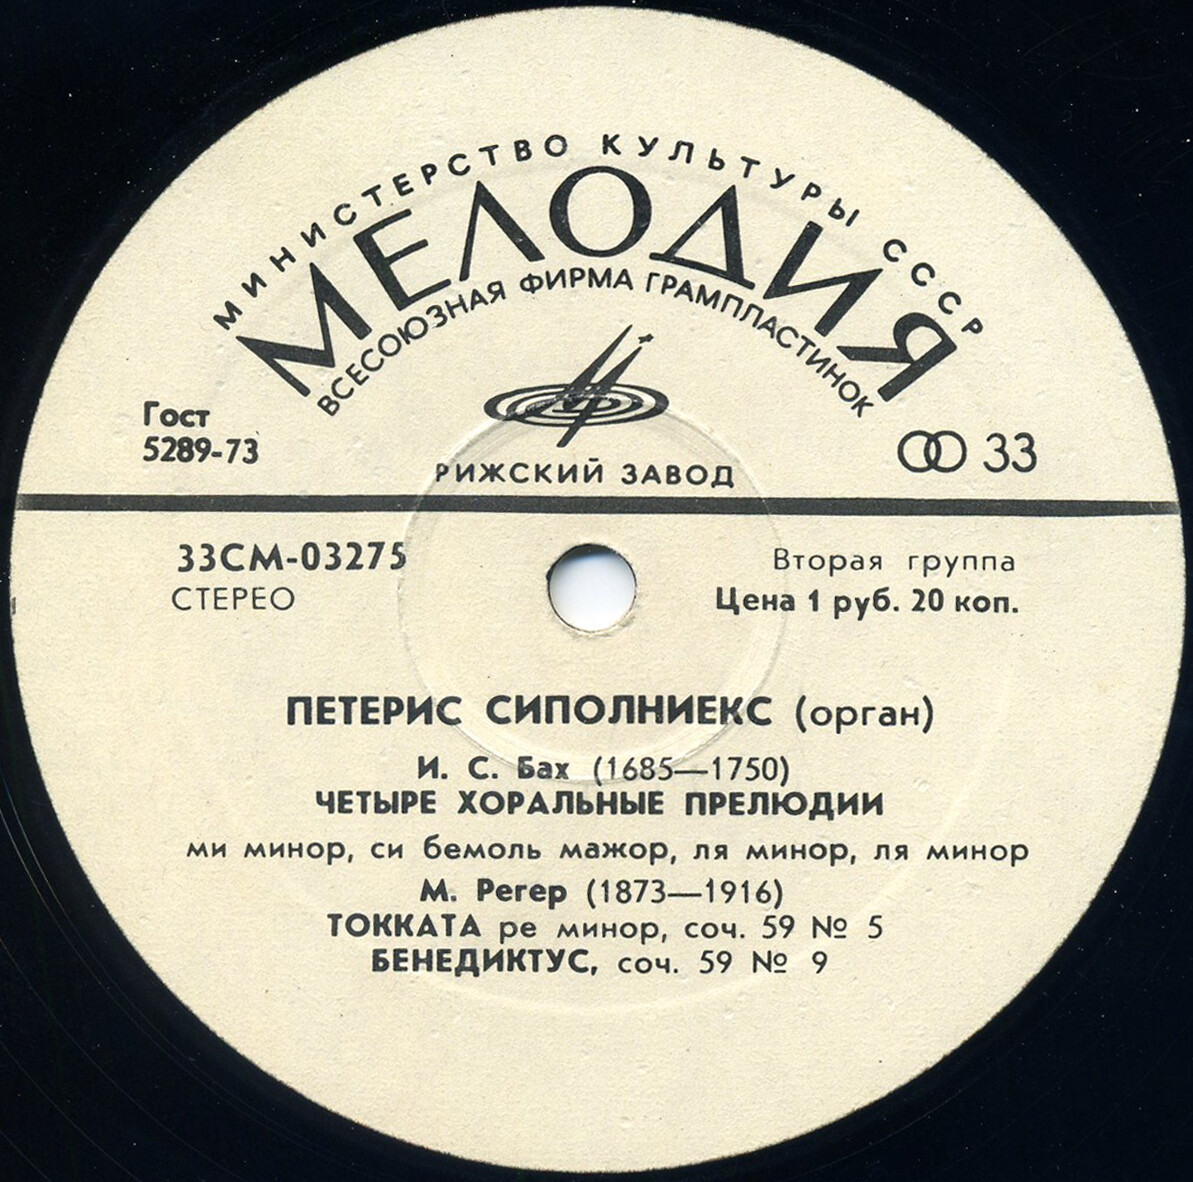 МИНИСТЕРСТВО КУЛЬТУРЫ СССР
МЕЛОДИЯ
ВСЕСОЮЗНАЯ ФИРМА ГРАМПЛАСТИНОК
Гост
5289-73
33
РИЖСКИЙ ЗАВОД
33СМ-03275
СТЕРЕО
Вторая группа
Цена 1 руб. 20 коп.
ПЕТЕРИС СИПОЛНИЕКС (орган)
И. С. Бах (1685—1750)
ЧЕТЫРЕ ХОРАЛЬНЫЕ ПРЕЛЮДИИ
ми минор, си бемоль мажор, ля минор, ля минор
М. Регер (1873—1916)
ТОККАТА ре минор, соч. 59 № 5
БЕНЕДИКТУС, соч. 59 № 9